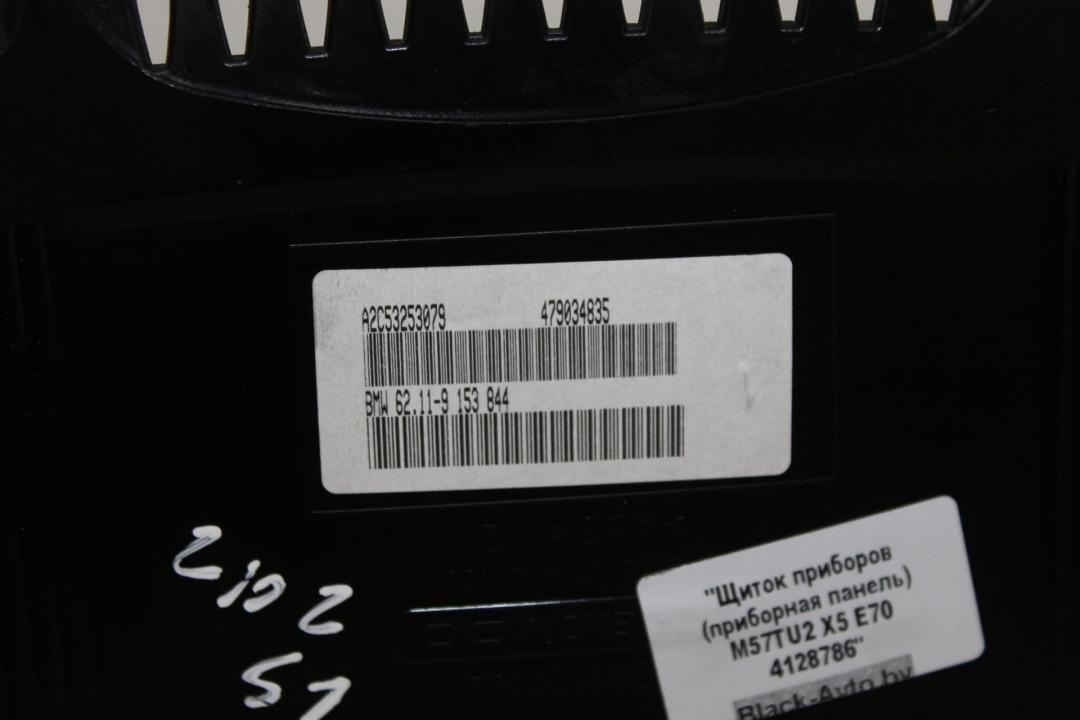 A2C53253079 479034835
BMW 62.11-9 153 844
"Щиток приборов
(приборная панель)
M57TU2 X5 E70
4128786"
Black-Avto.by